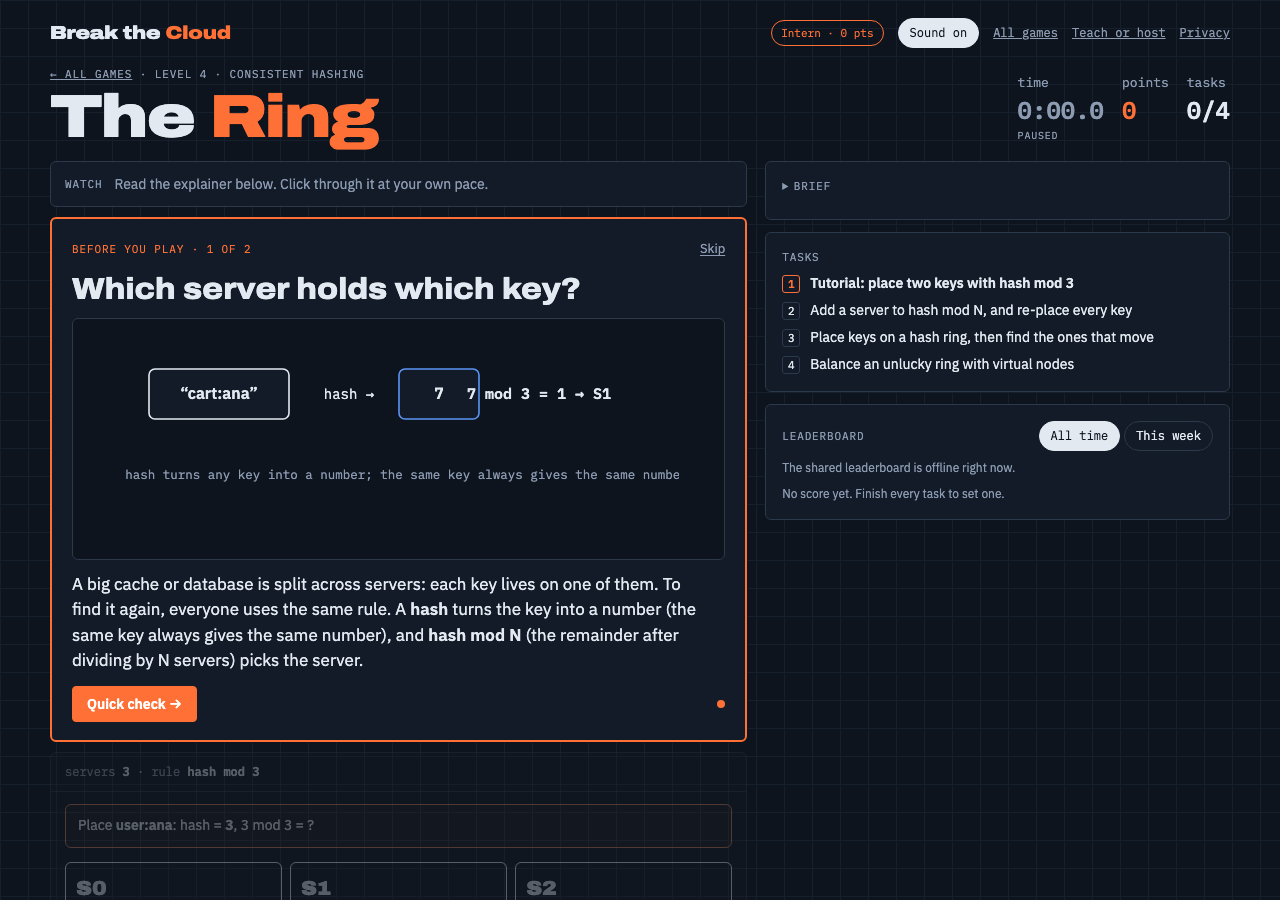 Break the Cloud
Intern · 0 pts
Sound on
All games
Teach or host
Privacy
← ALL GAMES · LEVEL 4 · CONSISTENT HASHING
The Ring
time
0:00.0
PAUSED
points
0
tasks
0/4
WATCH Read the explainer below. Click through it at your own pace.
BEFORE YOU PLAY · 1 OF 2
Skip
Which server holds which key?
“cart:ana”
hash →
7
7 mod 3 = 1 → S1
hash turns any key into a number; the same key always gives the same numbe
A big cache or database is split across servers: each key lives on one of them. To
find it again, everyone uses the same rule. A hash turns the key into a number (the
same key always gives the same number), and hash mod N (the remainder after
dividing by N servers) picks the server.
Quick check →
servers 3 · rule hash mod 3
Place user:ana: hash = 3, 3 mod 3 = ?
S0
S1
S2
▶ BRIEF
TASKS
1 Tutorial: place two keys with hash mod 3
2 Add a server to hash mod N, and re-place every key
3 Place keys on a hash ring, then find the ones that move
4 Balance an unlucky ring with virtual nodes
LEADERBOARD
All time
This week
The shared leaderboard is offline right now.
No score yet. Finish every task to set one.